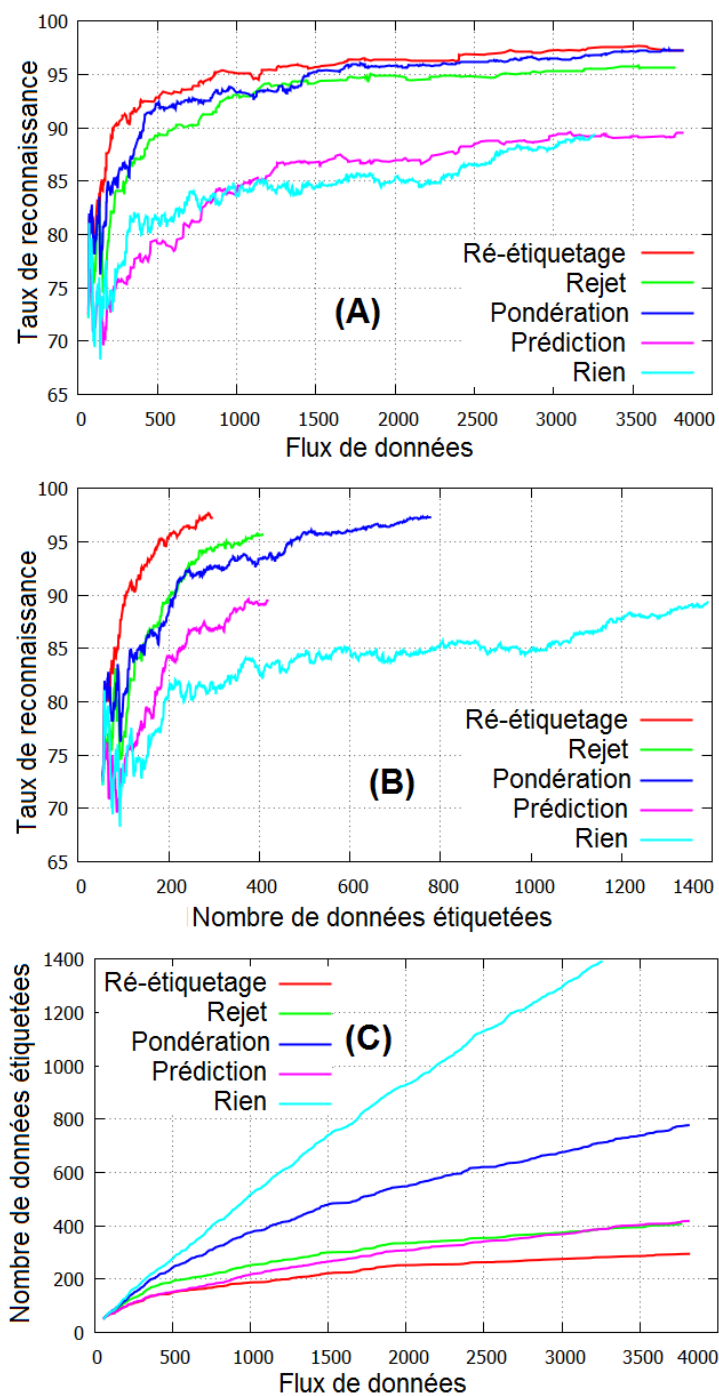 100
95
90
85
80
75
70
65
Taux de reconnaissance
Ré-étiquetage
Rejet
Pondération
Prédiction
Rien
(A)
0 500 1000 1500 2000 2500 3000 3500 4000
Flux de données
100
95
90
85
80
75
70
65
Taux de reconnaissance
Ré-étiquetage
Rejet
Pondération
Prédiction
Rien
(B)
0 200 400 600 800 1000 1200 1400
Nombre de données étiquetées
1400
1200
1000
800
600
400
200
0
Nombre de données étiquetées
Ré-étiquetage
Rejet
Pondération
Prédiction
Rien
(C)
0 500 1000 1500 2000 2500 3000 3500 4000
Flux de données